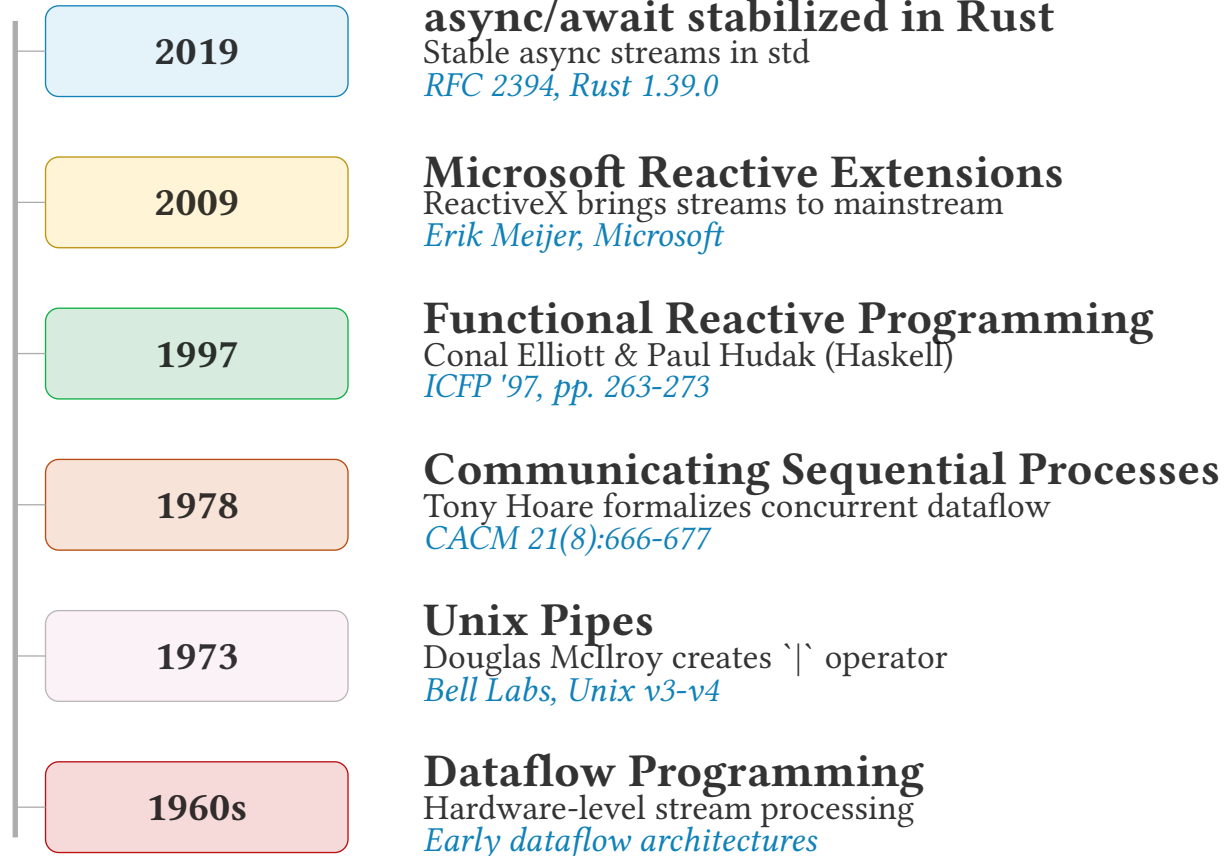 2019
async/await stabilized in Rust
Stable async streams in std
RFC 2394, Rust 1.39.0
2009
Microsoft Reactive Extensions
ReactiveX brings streams to mainstream
Erik Meijer, Microsoft
1997
Functional Reactive Programming
Conal Elliott & Paul Hudak (Haskell)
ICFP '97, pp. 263-273
1978
Communicating Sequential Processes
Tony Hoare formalizes concurrent dataflow
CACM 21(8):666-677
1973
Unix Pipes
Douglas McIlroy creates `|` operator
Bell Labs, Unix v3-v4
1960s
Dataflow Programming
Hardware-level stream processing
Early dataflow architectures